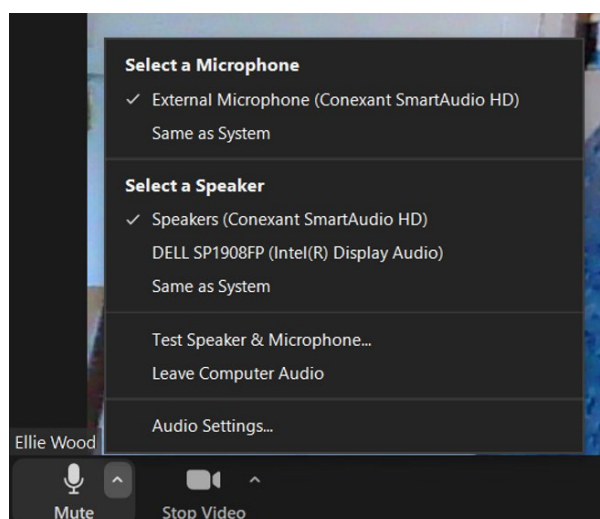 Select a Microphone
External Microphone (Conexant SmartAudio HD)
Same as System
Select a Speaker
Speakers (Conexant SmartAudio HD)
DELL SP1908FP (Intel(R) Display Audio)
Same as System
Test Speaker & Microphone...
Leave Computer Audio
Audio Settings...
Ellie Wood
Mute
Stop Video